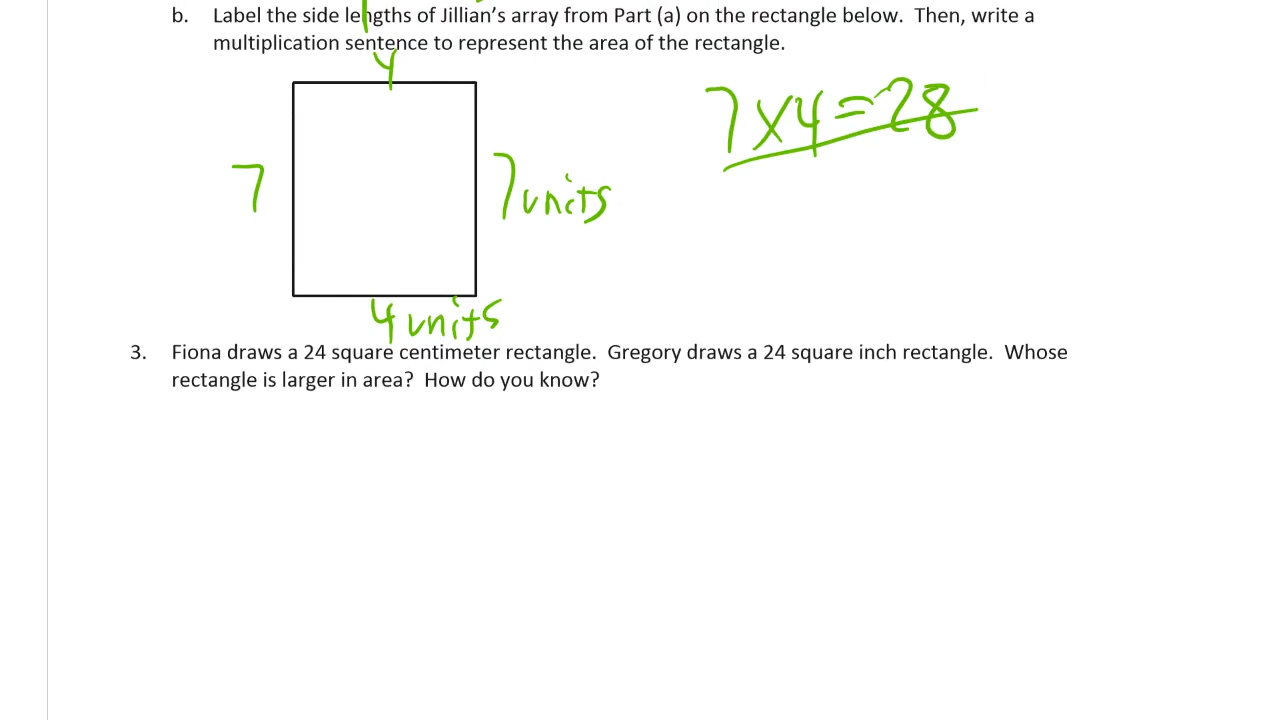 b. Label the side lengths of Jillian's array from Part (a) on the rectangle below. Then, write a
multiplication sentence to represent the area of the rectangle.
4
7 × 4 = 28
7
7 units
4 units
3. Fiona draws a 24 square centimeter rectangle. Gregory draws a 24 square inch rectangle. Whose
rectangle is larger in area? How do you know?